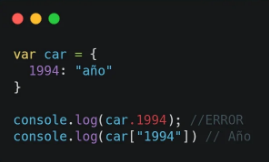 var car = {
  1994: "año"
}
console.log(car.1994); //ERROR
console.log(car["1994"]) // Año